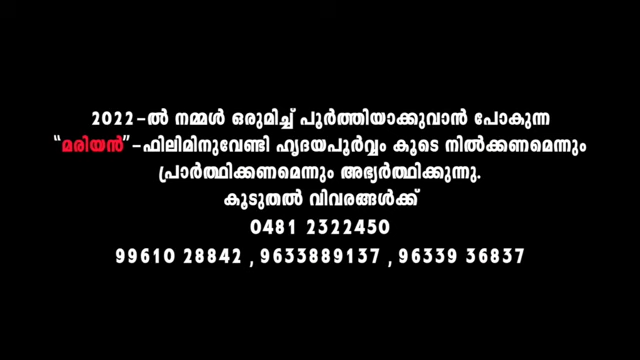 2022-ൽ നമ്മൾ ഒരുമിച്ച് പൂർത്തിയാക്കുവാൻ പോകുന്ന
“മരിയൻ”-ഫിലിമിനുവേണ്ടി ഹൃദയപൂർവ്വം കൂടെ നിൽക്കണമെന്നും
പ്രാർത്ഥിക്കണമെന്നും അഭ്യർത്ഥിക്കുന്നു.
കൂടുതൽ വിവരങ്ങൾക്ക്
0481 2322450
99610 28842 , 9633889137 , 96339 36837